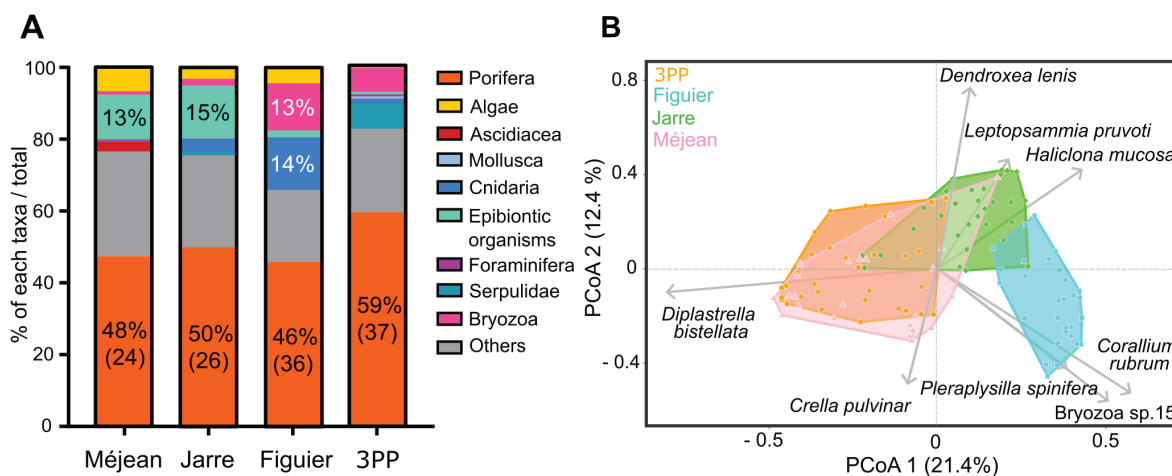 A
% of each taxa / total
100
80
60
40
20
0
13%
48%
(24)
15%
50%
(26)
13%
14%
46%
(36)
59%
(37)
Méjean
Jarre
Figuier
3PP
Porifera
Algae
Ascidiacea
Mollusca
Cnidaria
Epibiontic
organisms
Foraminifera
Serpulidae
Bryozoa
Others
B
3PP
Figuier
Jarre
Méjean
PCoA 2 (12.4 %)
0.8
0.4
0
- 0.4
Dendroxea lenis
Leptopsammia pruvoti
Haliclona mucosa
Diplastrella
bistellata
Crella pulvinar
Pleraplysilla spinifera
Corallium
rubrum
Bryozoa sp.15
- 0.5
0
0.5
PCoA 1 (21.4%)